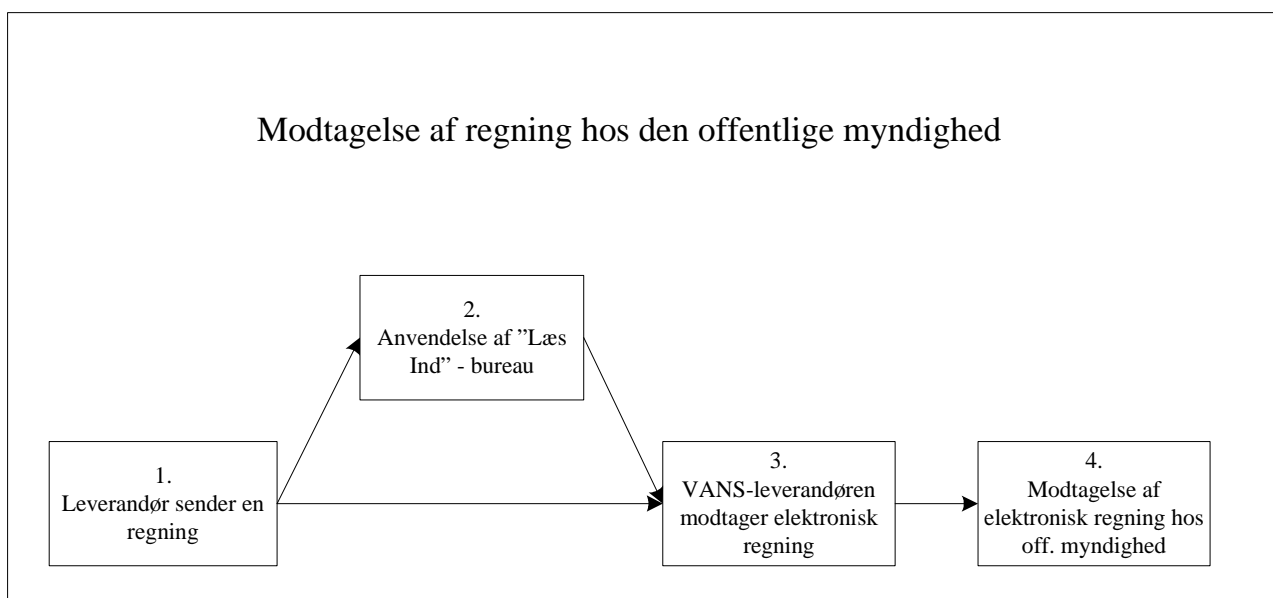 Modtagelse af regning hos den offentlige myndighed
2.
Anvendelse af ”Læs
Ind” - bureau
1.
Leverandør sender en
regning
3.
VANS-leverandøren
modtager elektronisk
regning
4.
Modtagelse af
elektronisk regning hos
off. myndighed